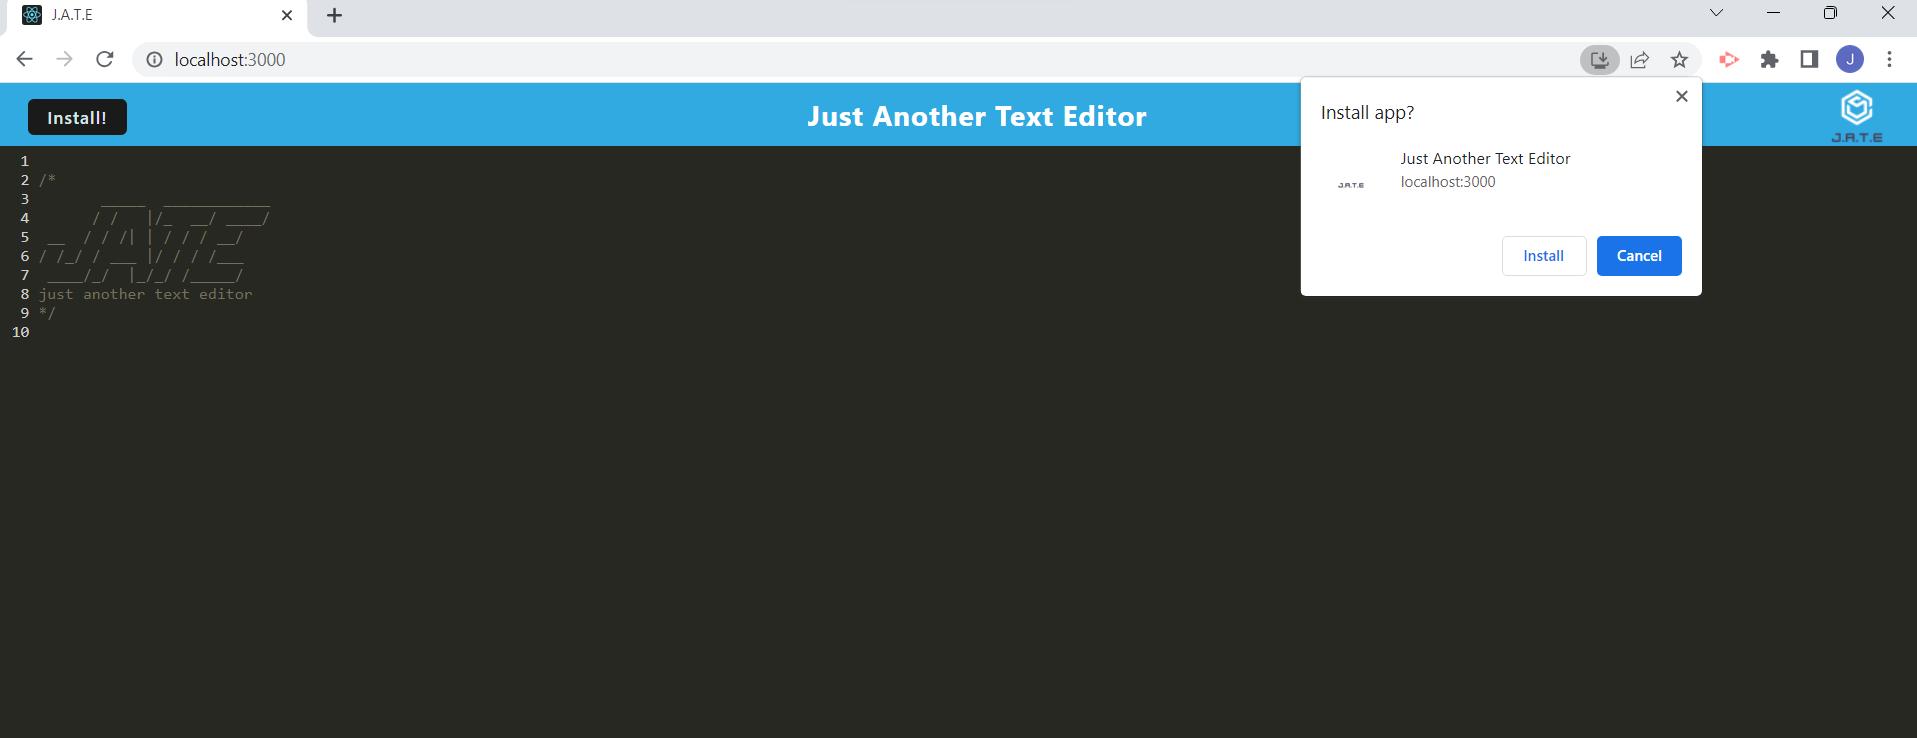 J.A.T.E
localhost:3000
J
Install!
Just Another Text Editor
J.A.T.E
Install app?
J.A.T.E
Just Another Text Editor
localhost:3000
Install
Cancel
1
2 /*
3        _____  ____________
4       / /   |/_  __/ ____/
5  __  / / /| | / / / __/
6 / /_/ / ___ |/ / / /___
7  ____/_/  |_/_/ /_____/
8 just another text editor
9 */
10